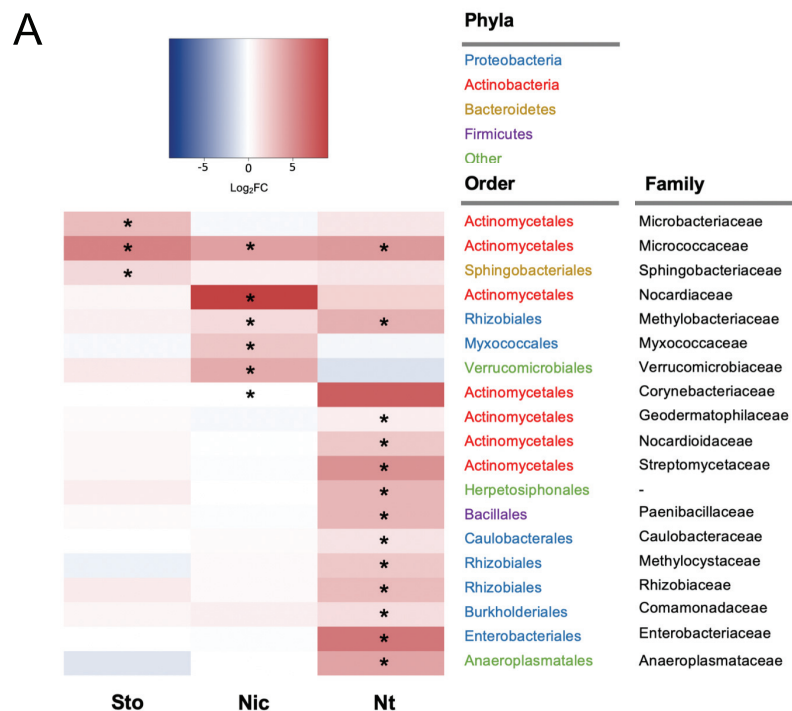 A
Phyla
Proteobacteria
Actinobacteria
Bacteroidetes
Firmicutes
Other
-5 0 5
Log2FC
Order Family
* Actinomycetales Microbacteriaceae
* * * Actinomycetales Micrococcaceae
* Sphingobacteriales Sphingobacteriaceae
* Actinomycetales Nocardiaceae
* * Rhizobiales Methylobacteriaceae
* Myxococcales Myxococcaceae
* Verrucomicrobiales Verrucomicrobiaceae
* Actinomycetales Corynebacteriaceae
* Actinomycetales Geodermatophilaceae
* Actinomycetales Nocardioidaceae
* Actinomycetales Streptomycetaceae
* Herpetosiphonales -
* Bacillales Paenibacillaceae
* Caulobacterales Caulobacteraceae
* Rhizobiales Methylocystaceae
* Rhizobiales Rhizobiaceae
* Burkholderiales Comamonadaceae
* Enterobacteriales Enterobacteriaceae
* Anaeroplasmatales Anaeroplasmataceae
Sto Nic Nt